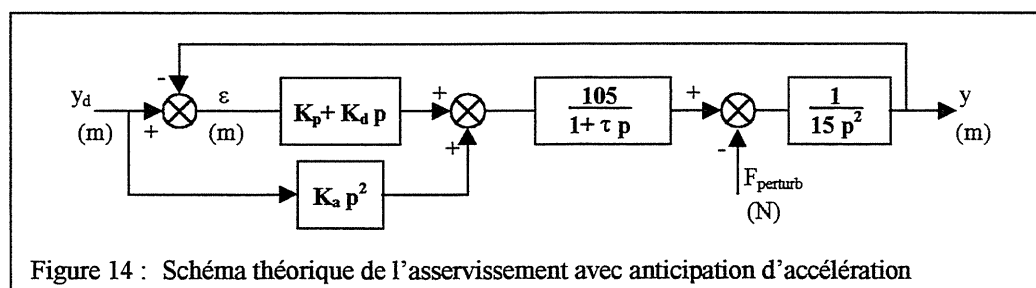 -
y_d
ε
+
(m)
(m)
K_p + K_d p
+
+
105
1 + τ p
+
-
1
15 p²
y
(m)
K_a p²
F_perturb
(N)
Figure 14 : Schéma théorique de l'asservissement avec anticipation d'accélération